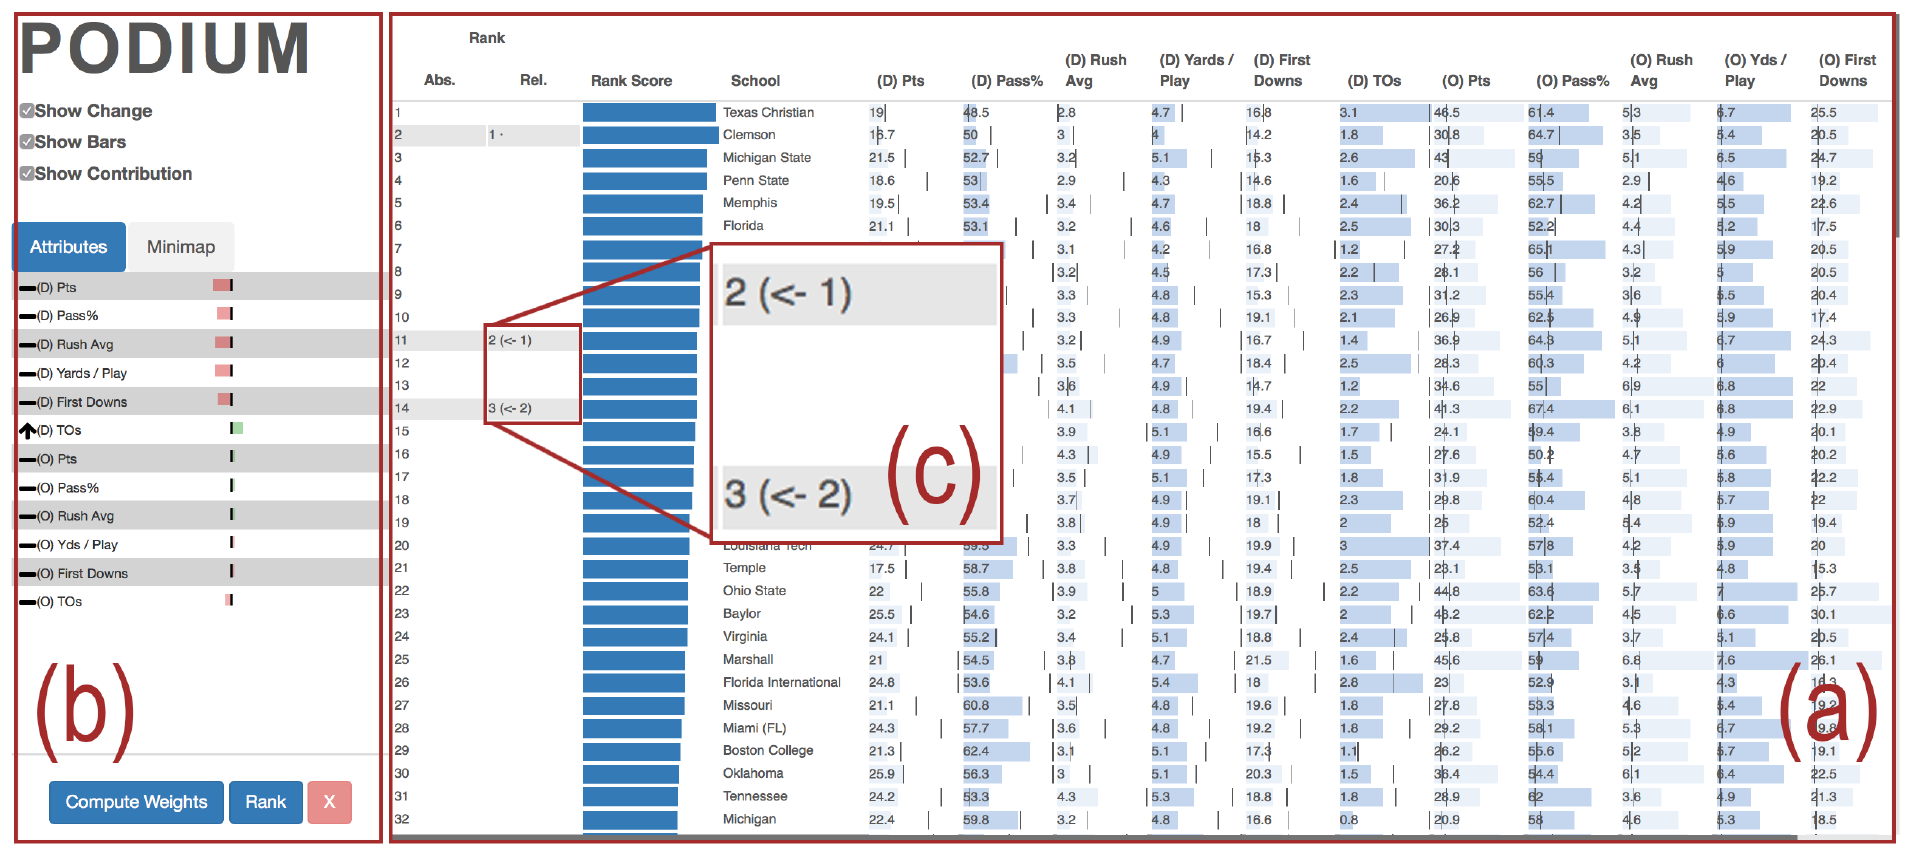 PODIUM
Show Change
Show Bars
Show Contribution
Attributes Minimap
(D) Pts
(D) Pass%
(D) Rush Avg
(D) Yards / Play
(D) First Downs
(D) TOs
(O) Pts
(O) Pass%
(O) Rush Avg
(O) Yds / Play
(O) First Downs
(O) TOs
(b)
Compute Weights Rank X
Rank
Abs. Rel. Rank Score School (D) Pts (D) Pass% (D) Rush Avg (D) Yards / Play (D) First Downs (D) TOs (O) Pts (O) Pass% (O) Rush Avg (O) Yds / Play (O) First Downs
1 Texas Christian 19 48.5 2.8 4.7 16.8 3.1 46.5 61.4 5.3 6.7 25.5
2 1 · Clemson 16.7 50 3 4 14.2 1.8 30.8 64.7 3.5 5.4 20.5
3 Michigan State 21.5 52.7 3.2 5.1 15.3 2.6 43 59 5.1 6.5 24.7
4 Penn State 18.6 53 2.9 4.3 14.6 1.6 20.6 55.5 2.9 4.6 19.2
5 Memphis 19.5 53.4 3.4 4.7 18.8 2.4 36.2 62.7 4.2 5.5 22.6
6 Florida 21.1 53.1 3.2 4.6 18 2.5 30.3 52.2 4.4 5.2 17.5
7 3.1 4.2 16.8 1.2 27.2 65.1 4.3 5.9 20.5
8 3.2 4.5 17.3 2.2 28.1 56 3.2 5 20.5
9 3.3 4.8 15.3 2.3 31.2 55.4 3.6 5.5 20.4
10 3.3 4.8 19.1 2.1 26.9 62.5 4.9 5.9 17.4
11 2 (<- 1) 3.2 4.9 16.7 1.4 36.9 64.3 5.1 6.7 24.3
12 3.5 4.7 18.4 2.5 28.3 60.3 4.2 6 20.4
13 3.6 4.9 14.7 1.2 34.6 55 6.9 6.8 22
14 3 (<- 2) 4.1 4.8 19.4 2.2 41.3 67.4 6.1 6.8 22.9
15 3.9 5.1 16.6 1.7 24.1 59.4 3.8 4.9 20.1
16 4.3 4.9 15.5 1.5 27.6 50.2 4.7 5.6 20.2
17 3.5 5.1 17.3 1.8 31.9 55.4 5.1 5.8 22.2
18 3.7 4.9 19.1 2.3 29.8 60.4 4.8 5.7 22
19 3.8 4.9 18 2 25 52.4 5.4 5.9 19.4
20 Louisiana Tech 24.7 59.5 3.3 4.9 19.9 3 37.4 57.8 4.2 5.9 20
21 Temple 17.5 58.7 3.8 4.8 19.4 2.5 23.1 53.1 3.5 4.8 15.3
22 Ohio State 22 55.8 3.9 5 18.9 2.2 44.8 63.6 5.7 7 25.7
23 Baylor 25.5 54.6 3.2 5.3 19.7 2 48.2 62.2 4.5 6.6 30.1
24 Virginia 24.1 55.2 3.4 5.1 18.8 2.4 25.8 57.4 3.7 5.1 20.5
25 Marshall 21 54.5 3.8 4.7 21.5 1.6 45.6 59 6.8 7.6 26.1
26 Florida International 24.8 53.6 4.1 5.4 18 2.8 23 52.9 3.1 4.3
27 Missouri 21.1 60.8 3.5 4.8 19.6 1.8 27.8 53.3 4.6 5.4 19.2
28 Miami (FL) 24.3 57.7 3.6 4.8 19.2 1.8 29.2 58.1 5.3 6.7
29 Boston College 21.3 62.4 3.1 5.1 17.3 1.1 26.2 55.6 5.2 5.7 19.1
30 Oklahoma 25.9 56.3 3 5.1 20.3 1.5 36.4 54.4 6.1 6.4 22.5
31 Tennessee 24.2 53.3 4.3 5.3 18.8 1.8 28.9 62 3.6 4.9 21.3
32 Michigan 22.4 59.8 3.2 4.8 16.6 0.8 20.9 58 4.6 5.3 18.5
2 (<- 1)
3 (<- 2)
(c)
(a)